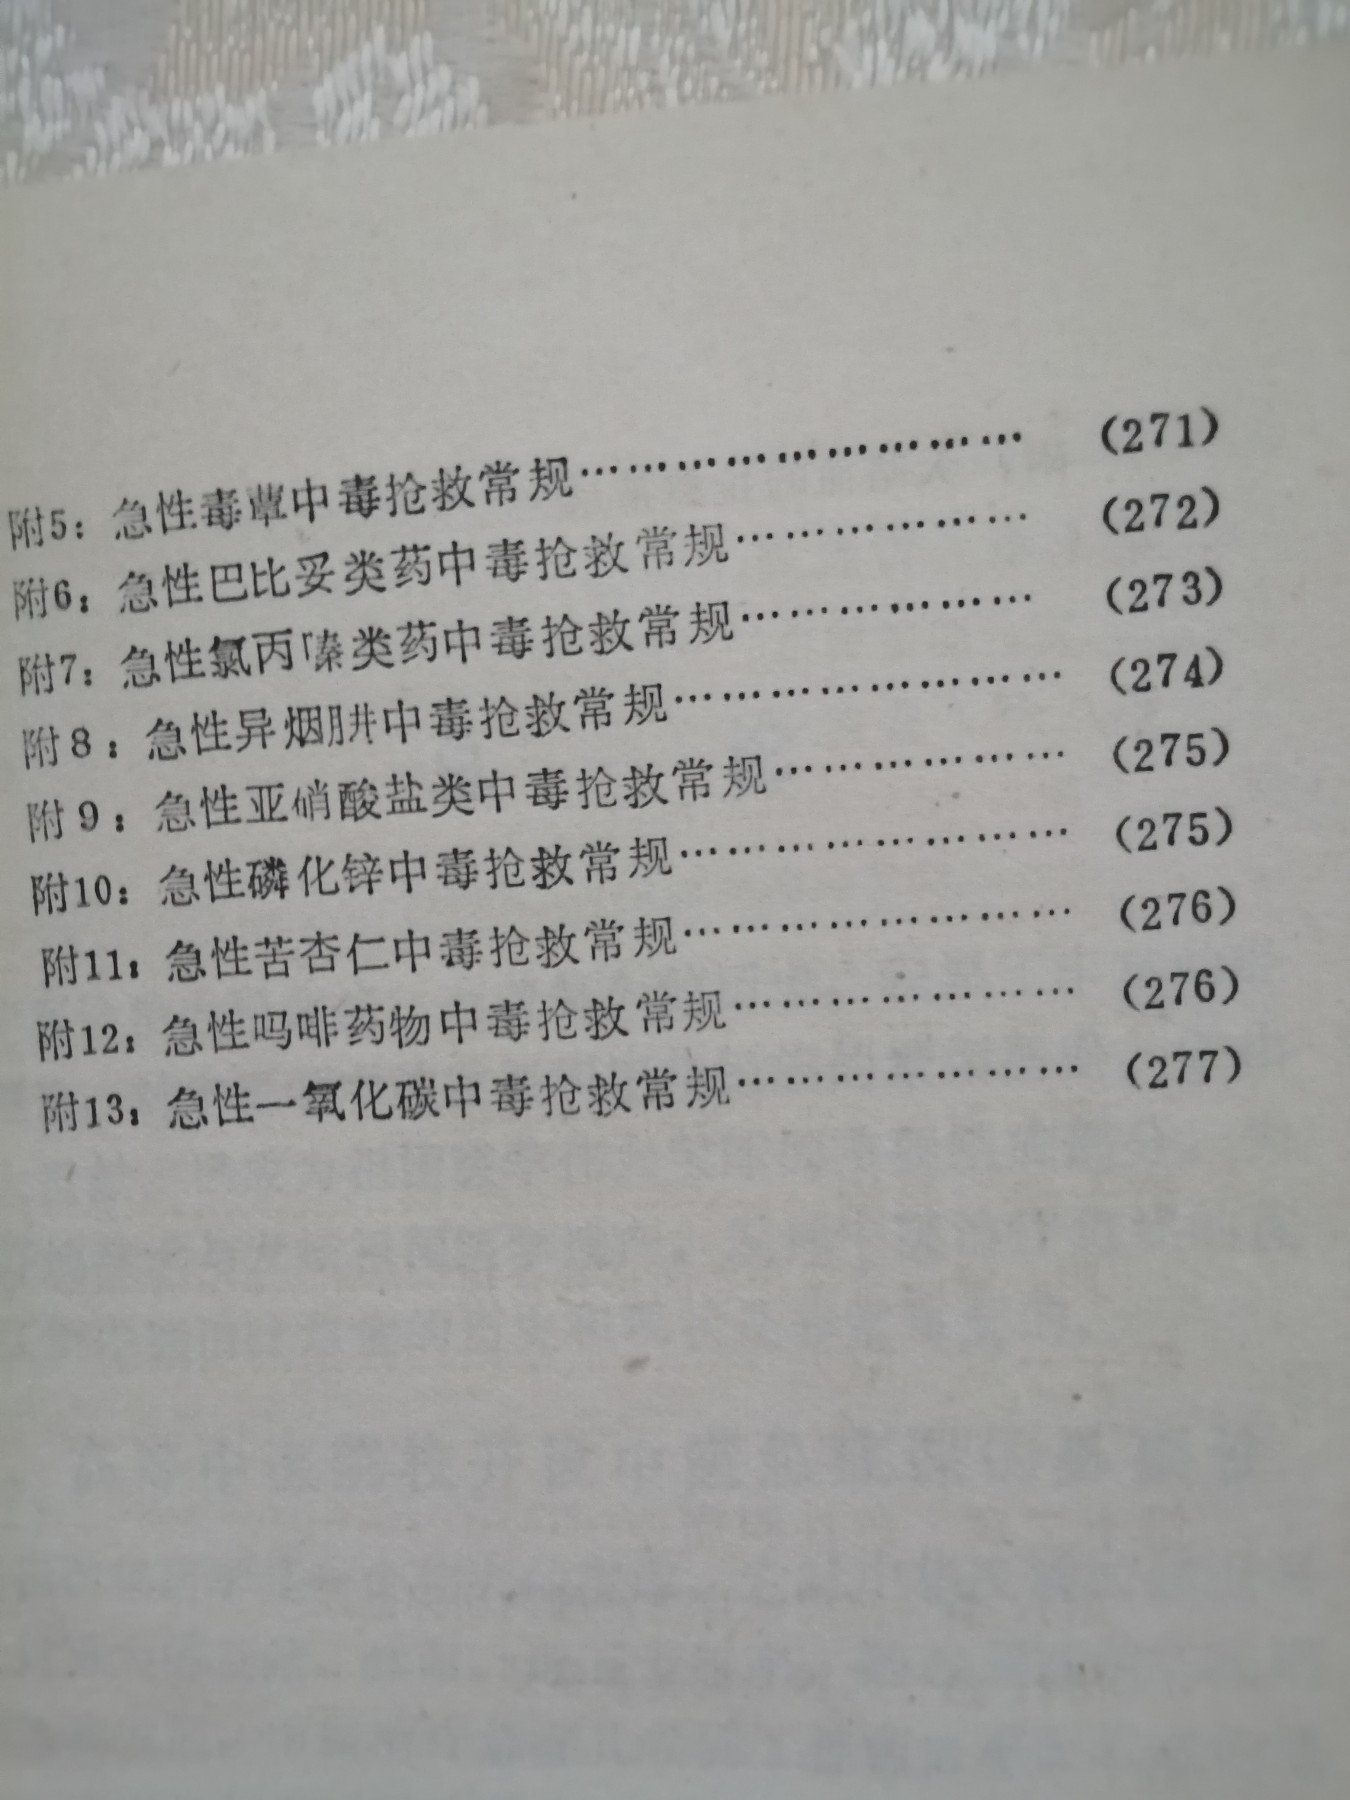 附5：急性毒蕈中毒抢救常规……………………………(271)
附6：急性巴比妥类药中毒抢救常规……………………(272)
附7：急性氯丙嗪类药中毒抢救常规……………………(273)
附8：急性异烟肼中毒抢救常规…………………………(274)
附9：急性亚硝酸盐类中毒抢救常规……………………(275)
附10：急性磷化锌中毒抢救常规…………………………(275)
附11：急性苦杏仁中毒抢救常规…………………………(276)
附12：急性吗啡药物中毒抢救常规………………………(276)
附13：急性一氧化碳中毒抢救常规………………………(277)